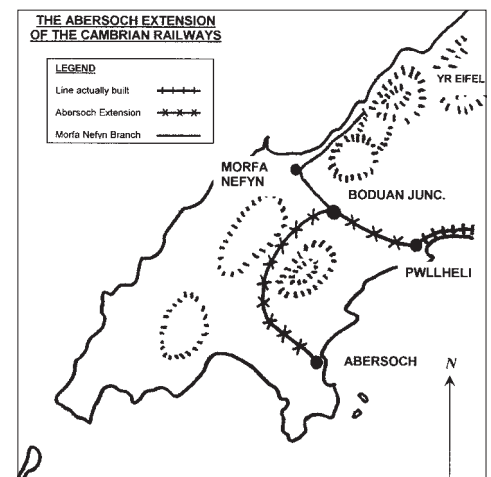 THE ABERSOCH EXTENSION
OF THE CAMBRIAN RAILWAYS
LEGEND
Line actually built
Abersoch Extension
Morfa Nefyn Branch
YR EIFEL
MORFA
NEFYN
BODUAN JUNC.
PWLLHELI
ABERSOCH
N